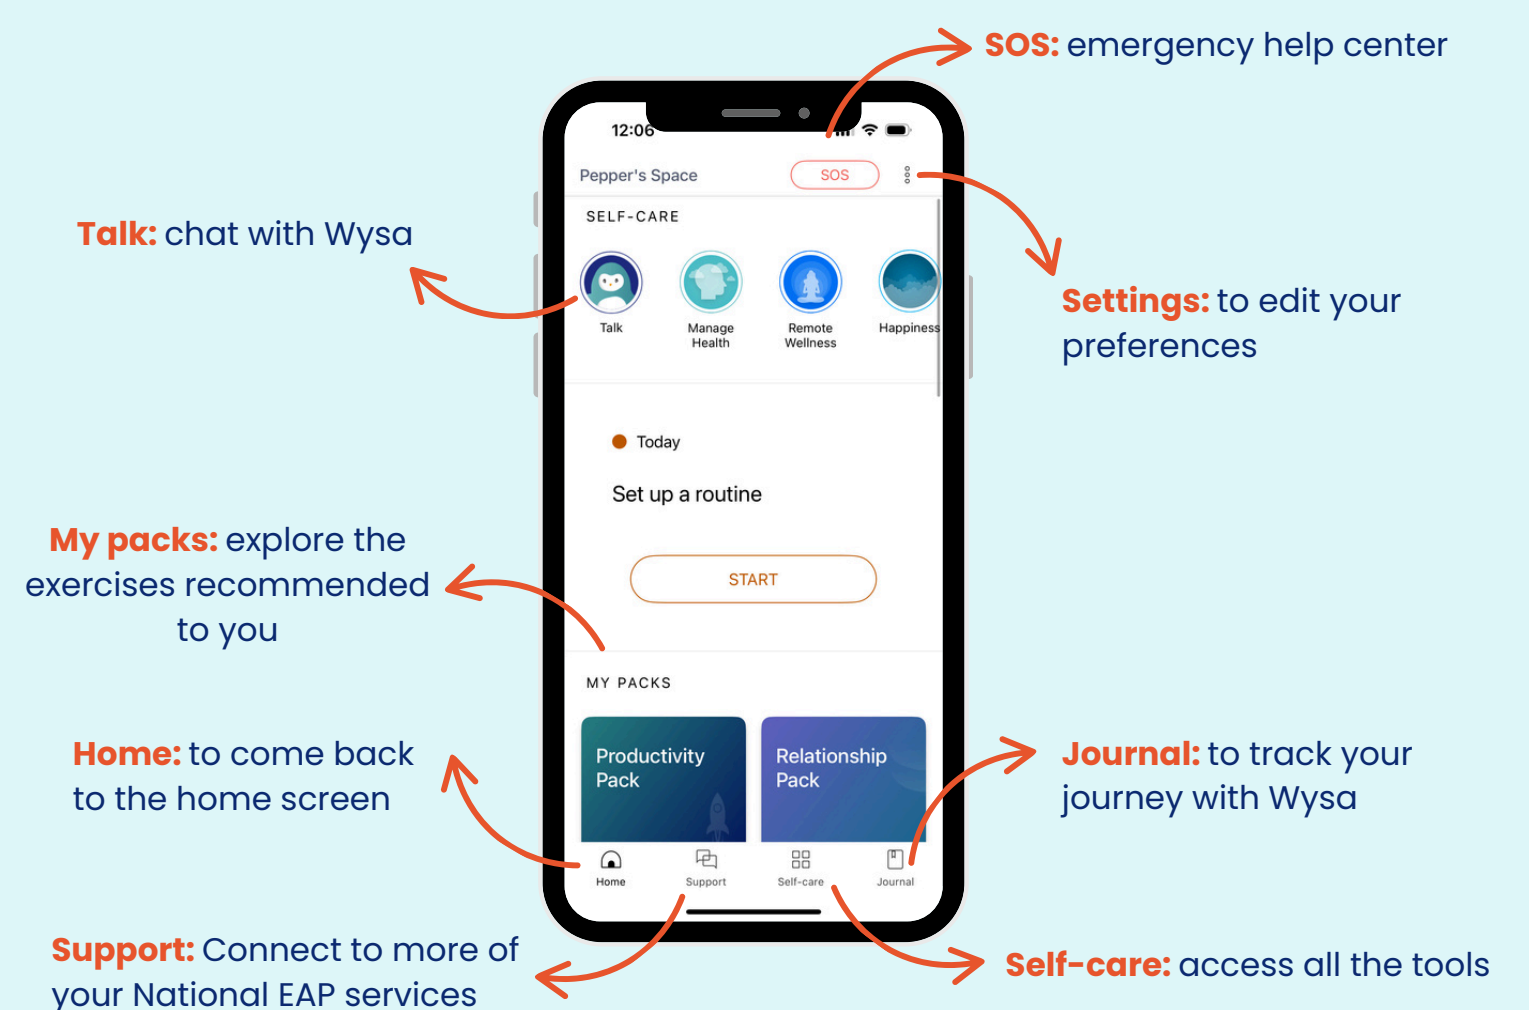 SOS: emergency help center
12:06
Pepper's Space
SOS
SELF-CARE
Talk: chat with Wysa
Settings: to edit your
preferences
Talk
Manage
Health
Remote
Wellness
Happiness
Today
Set up a routine
START
My packs: explore the
exercises recommended
to you
MY PACKS
Productivity
Pack
Relationship
Pack
Home: to come back
to the home screen
Journal: to track your
journey with Wysa
Home
Support
Self-care
Journal
Support: Connect to more of
your National EAP services
Self-care: access all the tools